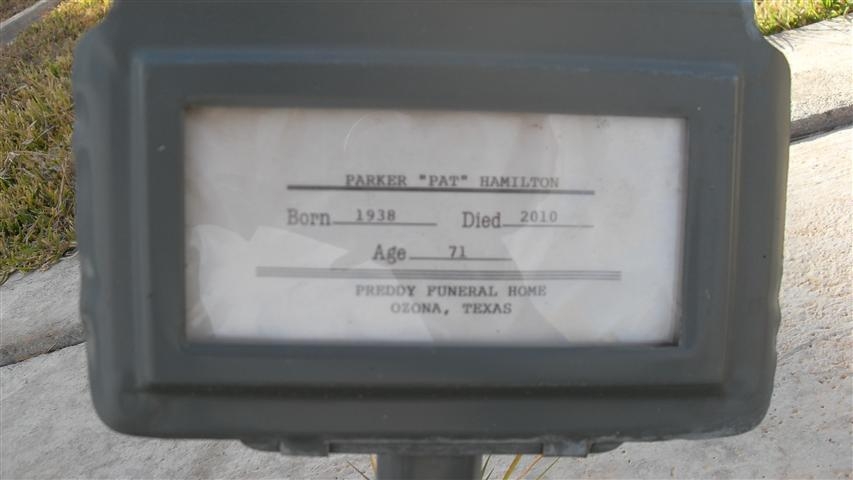 PARKER "PAT" HAMILTON
Born 1938 Died 2010
Age 71
PREDDY FUNERAL HOME
OZONA, TEXAS